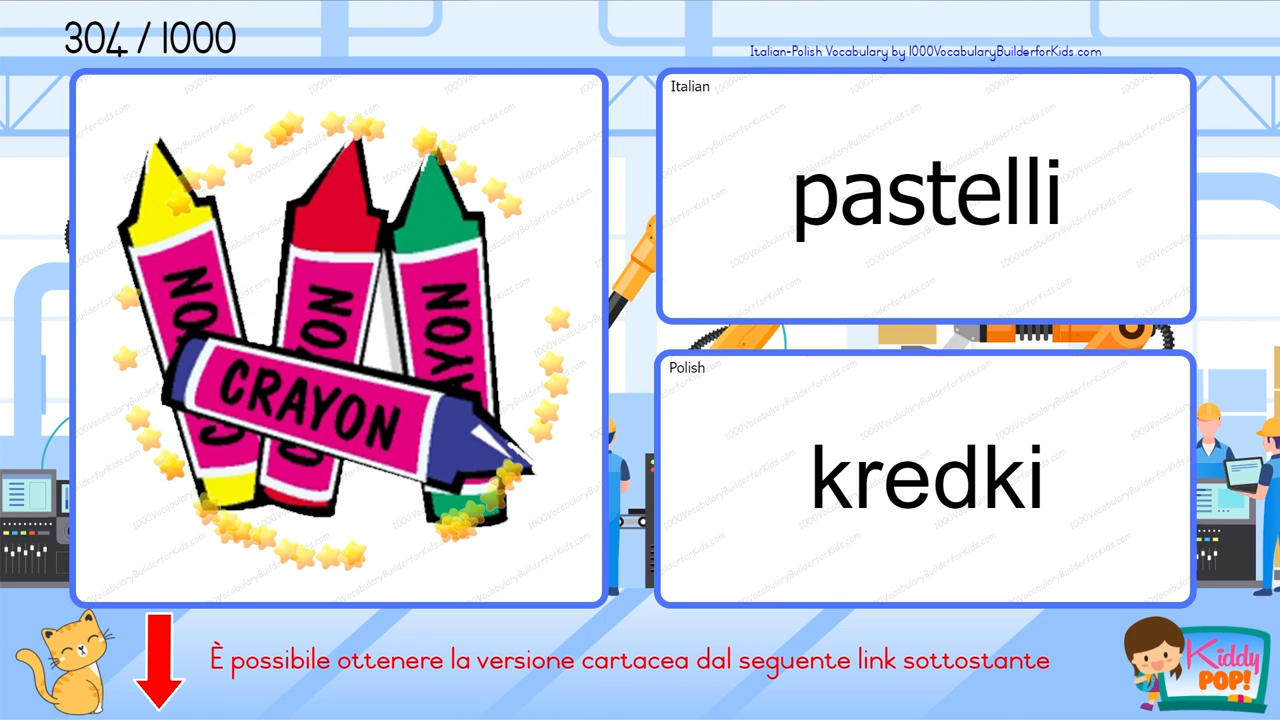 304 / 1000
Italian-Polish Vocabulary by 1000VocabularyBuilderforKids.com
Italian
pastelli
Polish
kredki
CRAYON
È possibile ottenere la versione cartacea dal seguente link sottostante
Kiddy
POP!